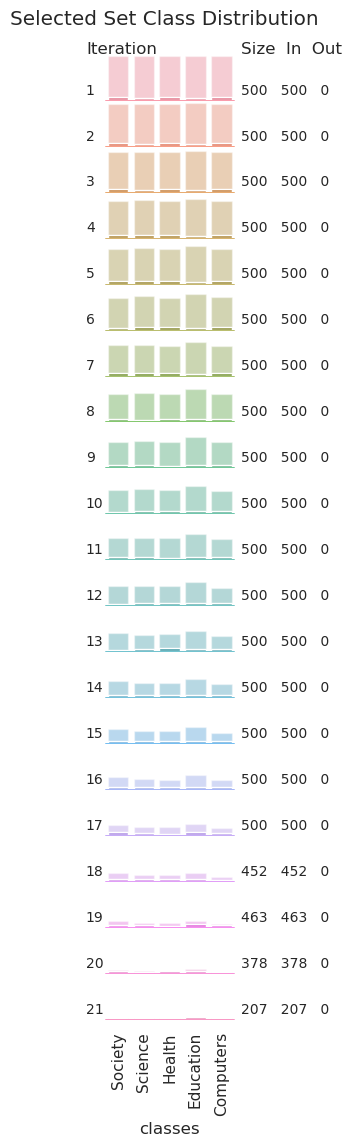 Selected Set Class Distribution
Iteration Size In Out
1 500 500 0
2 500 500 0
3 500 500 0
4 500 500 0
5 500 500 0
6 500 500 0
7 500 500 0
8 500 500 0
9 500 500 0
10 500 500 0
11 500 500 0
12 500 500 0
13 500 500 0
14 500 500 0
15 500 500 0
16 500 500 0
17 500 500 0
18 452 452 0
19 463 463 0
20 378 378 0
21 207 207 0
Society
Science
Health
Education
Computers
classes